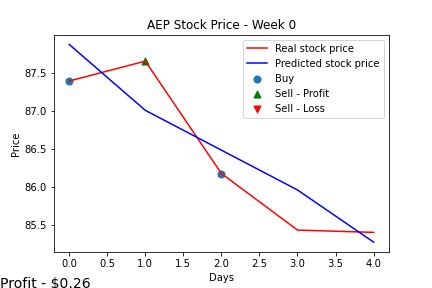 AEP Stock Price - Week 0
Real stock price
Predicted stock price
Buy
Sell - Profit
Sell - Loss
87.5
87.0
86.5
86.0
85.5
Price
0.0 0.5 1.0 1.5 2.0 2.5 3.0 3.5 4.0
Days
Profit - $0.26